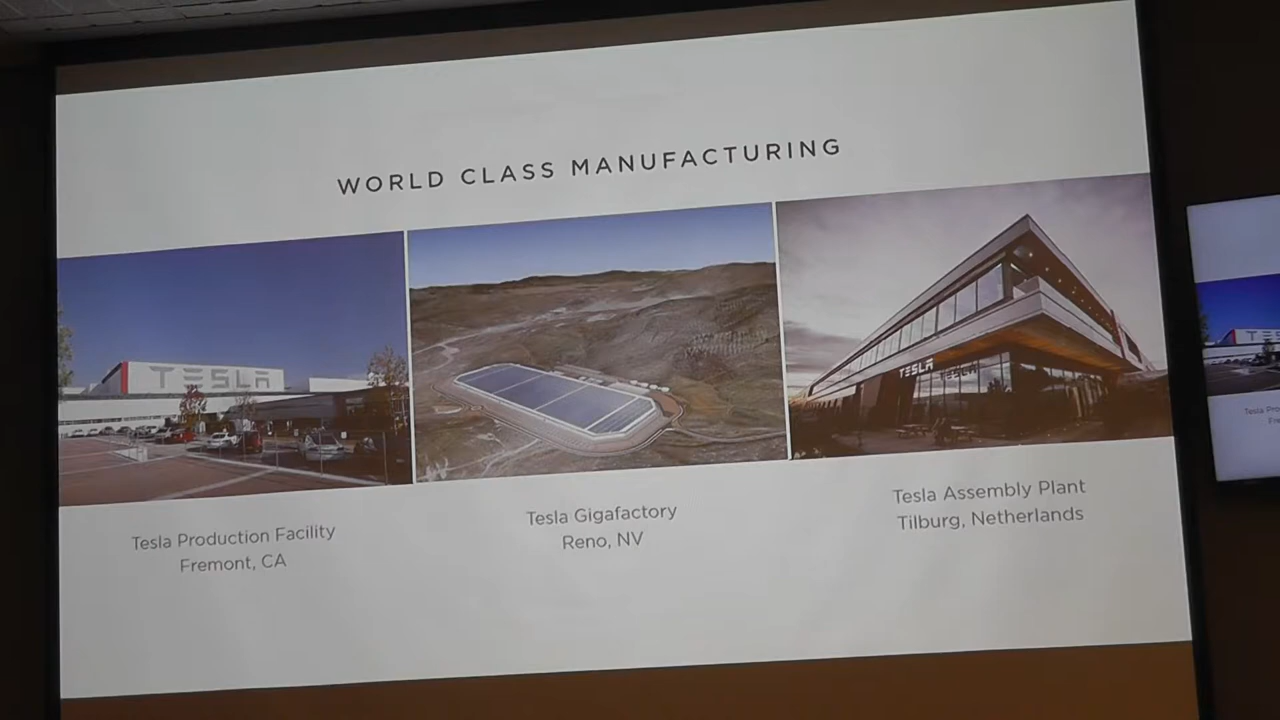 WORLD CLASS MANUFACTURING
TESLA
TESLA
TESLA
Tesla Production Facility
Fremont, CA
Tesla Gigafactory
Reno, NV
Tesla Assembly Plant
Tilburg, Netherlands